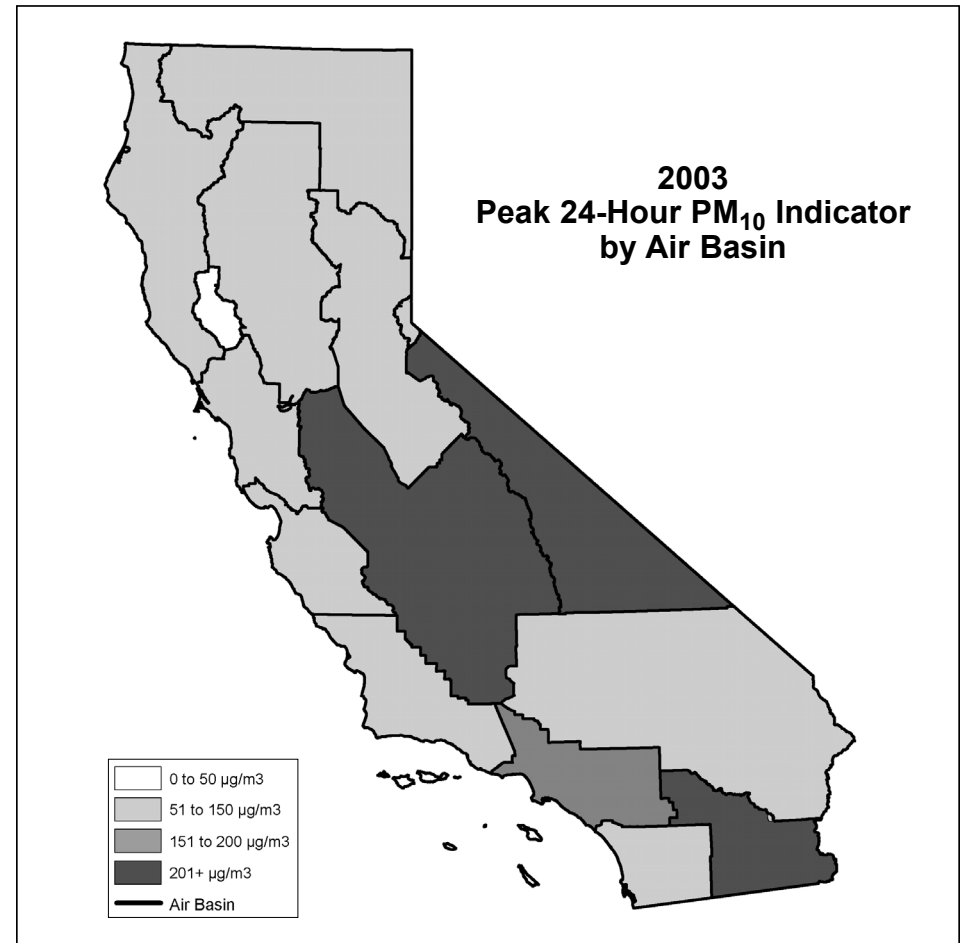 2003
Peak 24-Hour PM₁₀ Indicator
by Air Basin
0 to 50 µg/m3
51 to 150 µg/m3
151 to 200 µg/m3
201+ µg/m3
Air Basin